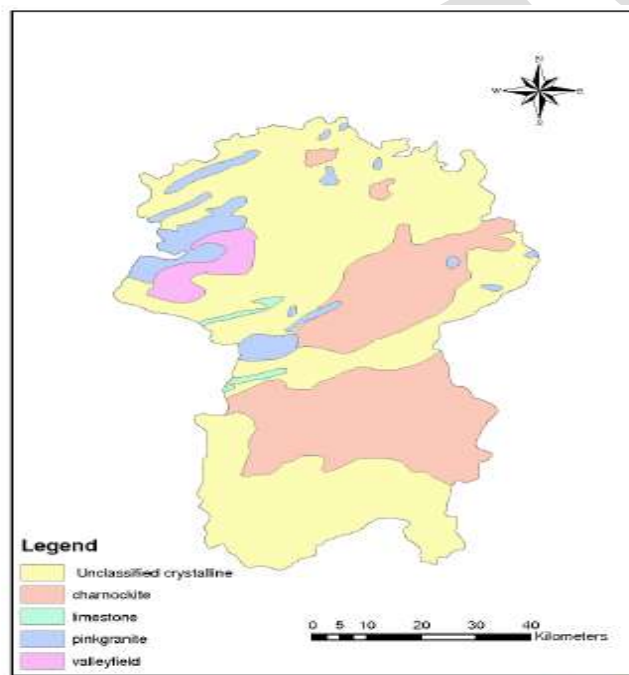 N
W
E
S
Legend
Unclassified crystalline
charnockite
limestone
pinkgranite
valleyfield
0 5 10 20 30 40
Kilometers